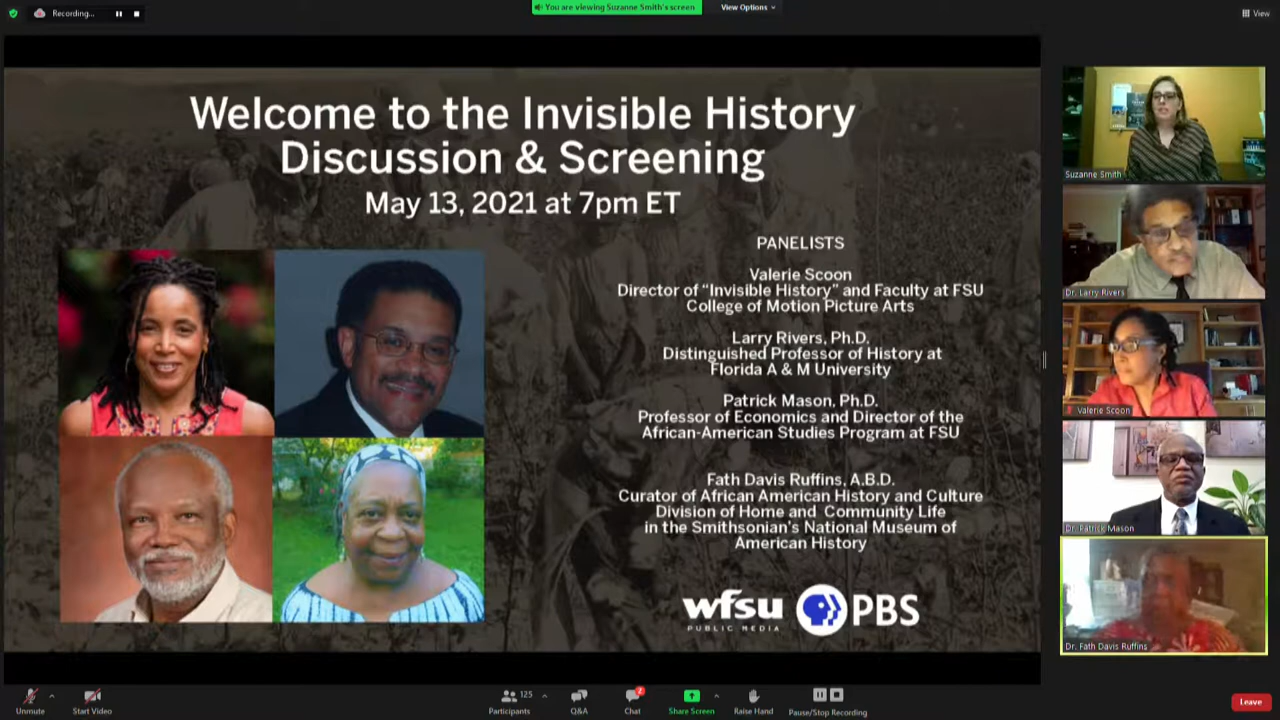 Recording...
You are viewing Suzanne Smith's screen
View Options
View
Welcome to the Invisible History
Discussion & Screening
May 13, 2021 at 7pm ET
PANELISTS
Valerie Scoon
Director of “Invisible History” and Faculty at FSU
College of Motion Picture Arts
Larry Rivers, Ph.D.
Distinguished Professor of History at
Florida A & M University
Patrick Mason, Ph.D.
Professor of Economics and Director of the
African-American Studies Program at FSU
Fath Davis Ruffins, A.B.D.
Curator of African American History and Culture
Division of Home and Community Life
in the Smithsonian's National Museum of
American History
wfsu
PUBLIC MEDIA
PBS
Suzanne Smith
Dr. Larry Rivers
Valerie Scoon
Dr. Patrick Mason
Dr. Fath Davis Ruffins
Unmute
Start Video
125
Participants
Q&A
2
Chat
Share Screen
Raise Hand
Pause/Stop Recording
Leave